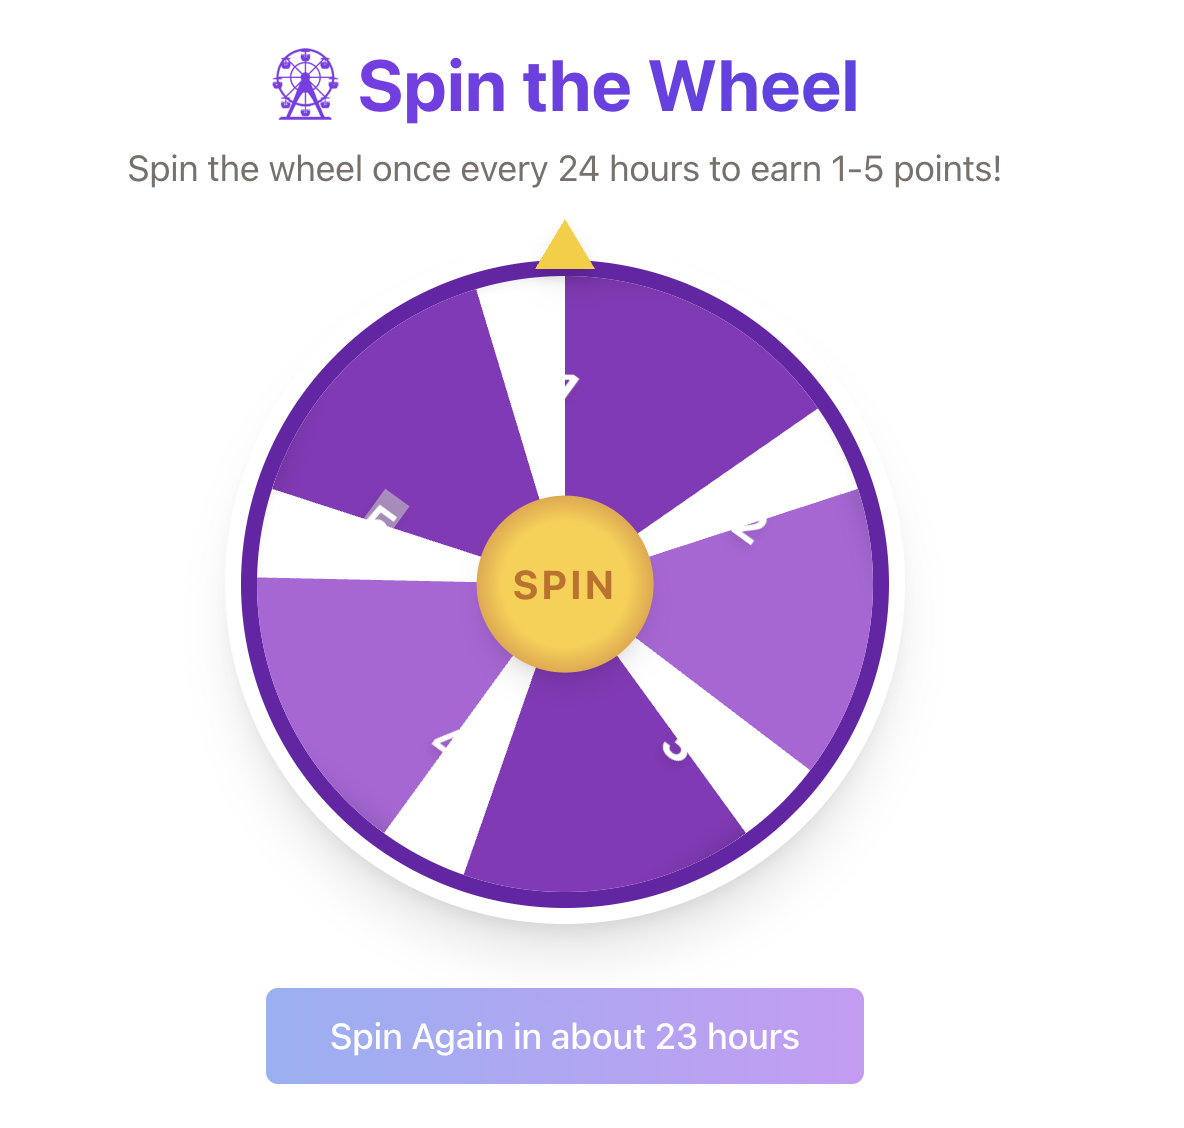 Spin the Wheel
Spin the wheel once every 24 hours to earn 1-5 points!
5
2
SPIN
4
3
Spin Again in about 23 hours